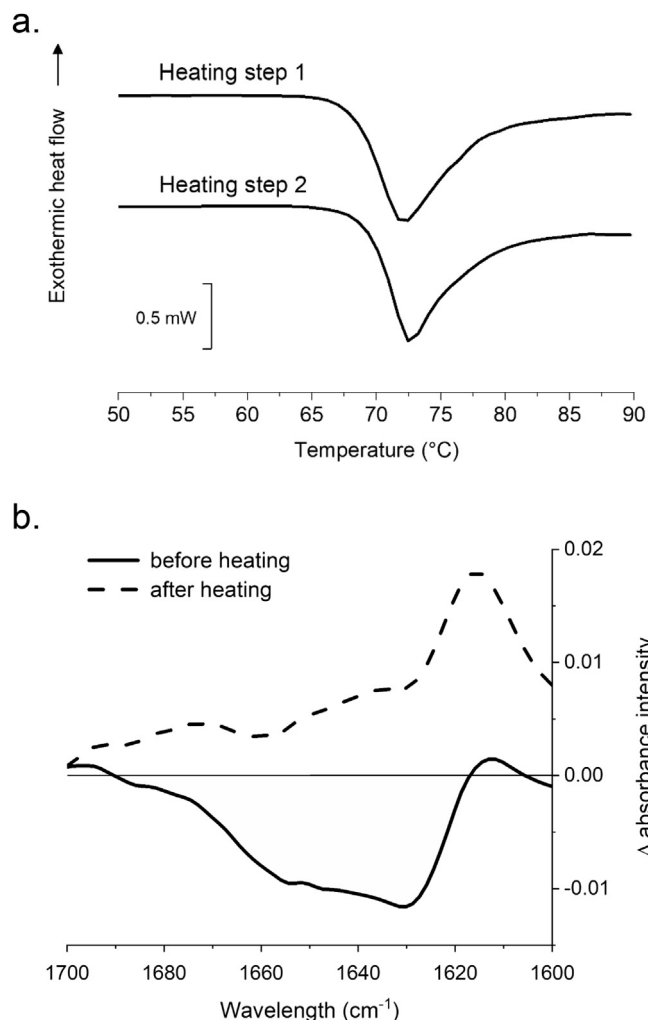 a.
Exothermic heat flow
Heating step 1
Heating step 2
0.5 mW
50 55 60 65 70 75 80 85 90
Temperature (°C)
b.
before heating
after heating
0.02
0.01
0.00
-0.01
Δ absorbance intensity
1700 1680 1660 1640 1620 1600
Wavelength (cm⁻¹)